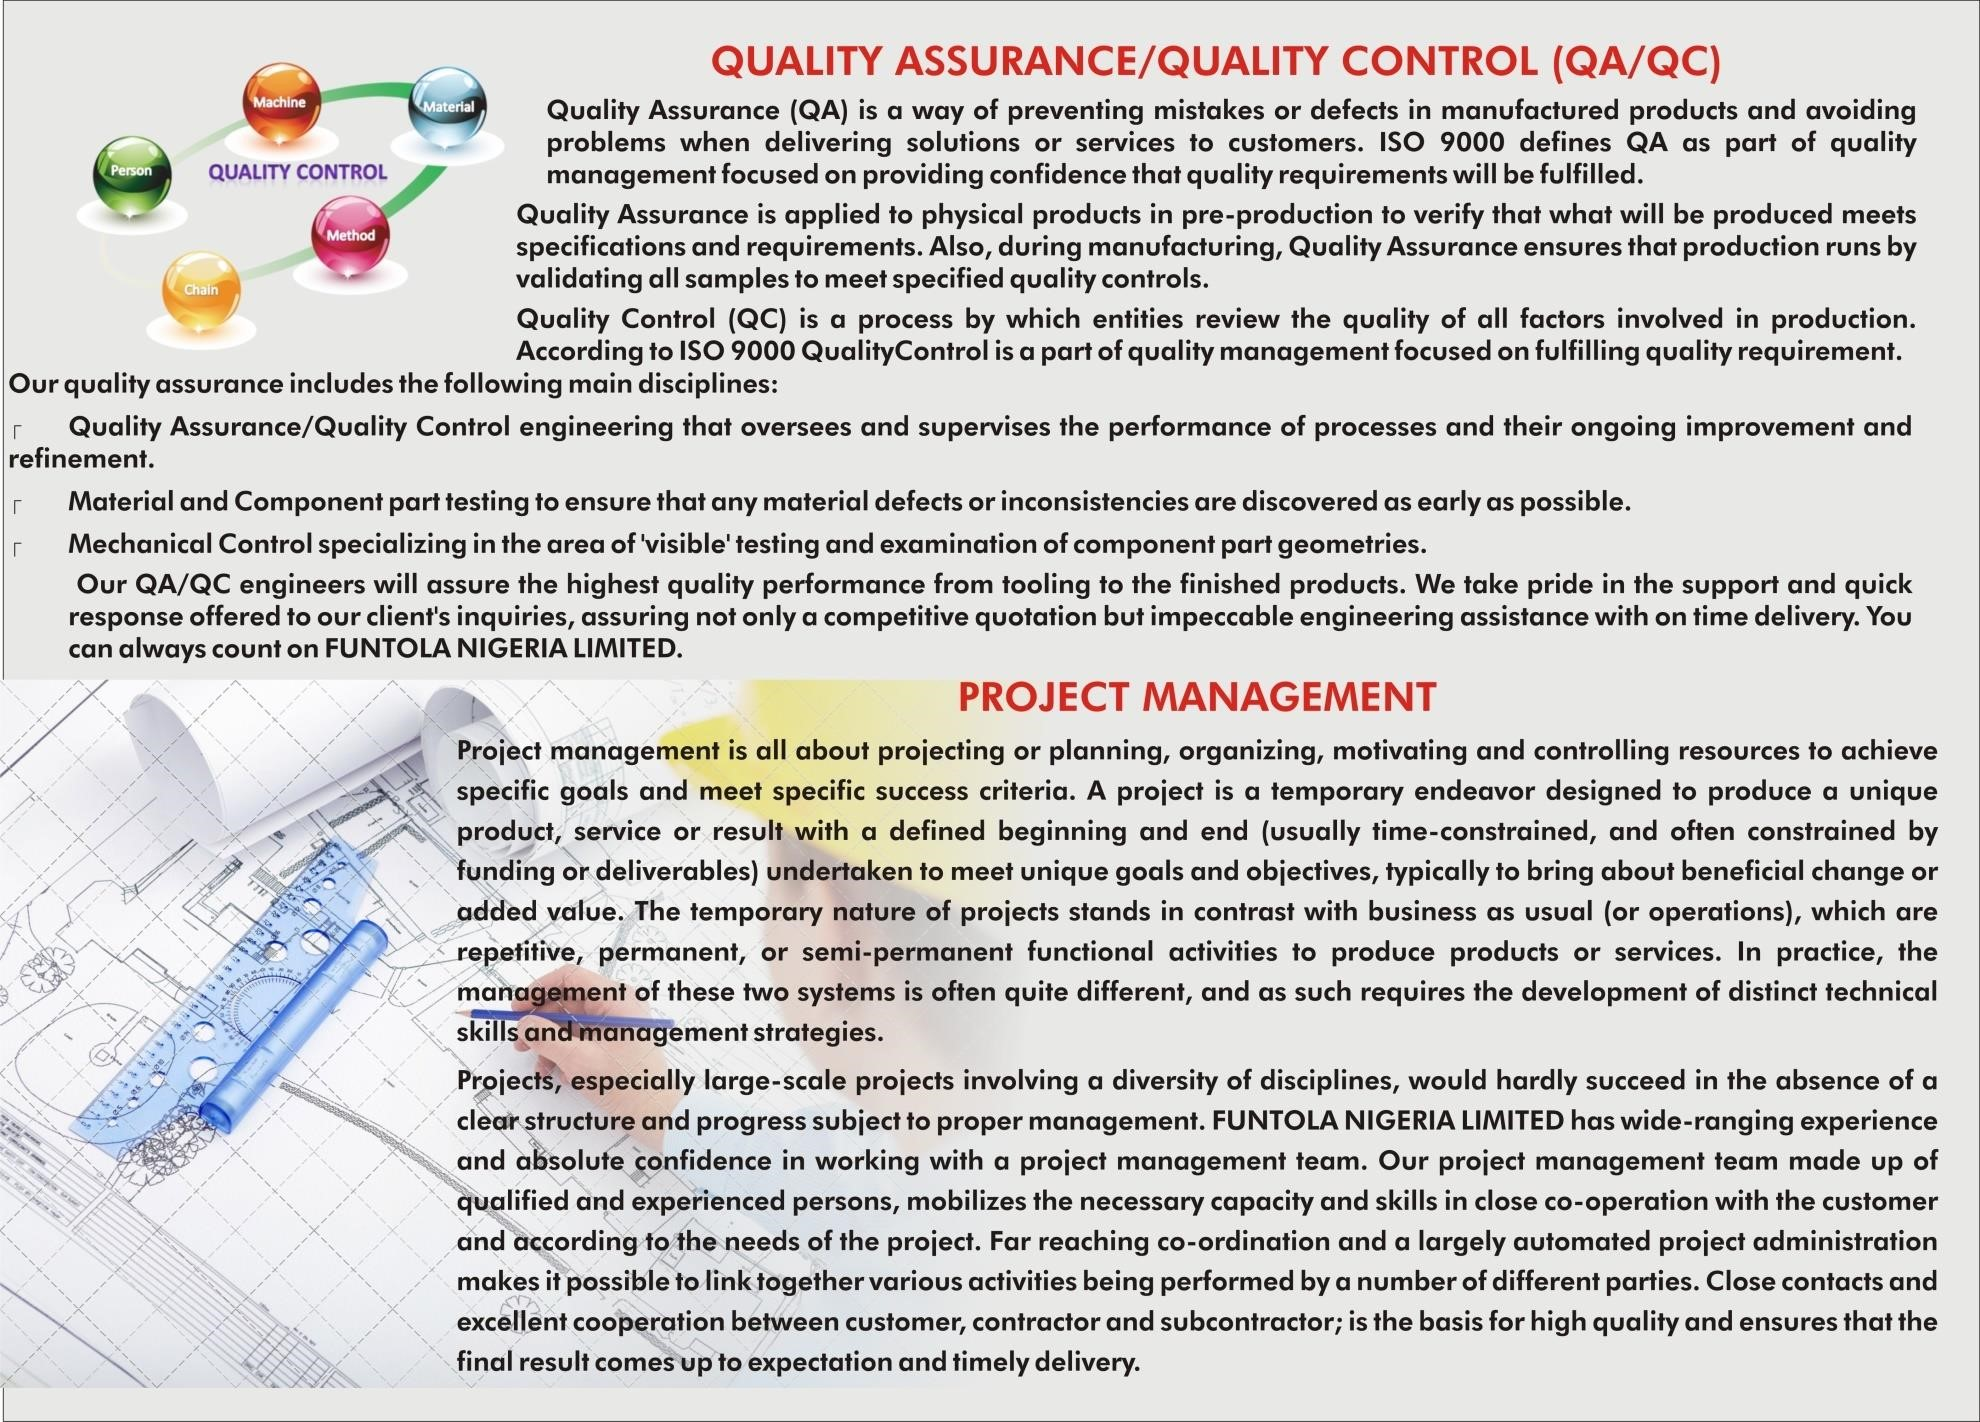 QUALITY ASSURANCE/QUALITY CONTROL (QA/QC)
Machine
Material
Person
QUALITY CONTROL
Method
Chain
Quality Assurance (QA) is a way of preventing mistakes or defects in manufactured products and avoiding
problems when delivering solutions or services to customers. ISO 9000 defines QA as part of quality
management focused on providing confidence that quality requirements will be fulfilled.
Quality Assurance is applied to physical products in pre-production to verify that what will be produced meets
specifications and requirements. Also, during manufacturing, Quality Assurance ensures that production runs by
validating all samples to meet specified quality controls.
Quality Control (QC) is a process by which entities review the quality of all factors involved in production.
According to ISO 9000 QualityControl is a part of quality management focused on fulfilling quality requirement.
Our quality assurance includes the following main disciplines:
Quality Assurance/Quality Control engineering that oversees and supervises the performance of processes and their ongoing improvement and
refinement.
Material and Component part testing to ensure that any material defects or inconsistencies are discovered as early as possible.
Mechanical Control specializing in the area of 'visible' testing and examination of component part geometries.
Our QA/QC engineers will assure the highest quality performance from tooling to the finished products. We take pride in the support and quick
response offered to our client's inquiries, assuring not only a competitive quotation but impeccable engineering assistance with on time delivery. You
can always count on FUNTOLA NIGERIA LIMITED.
PROJECT MANAGEMENT
Project management is all about projecting or planning, organizing, motivating and controlling resources to achieve
specific goals and meet specific success criteria. A project is a temporary endeavor designed to produce a unique
product, service or result with a defined beginning and end (usually time-constrained, and often constrained by
funding or deliverables) undertaken to meet unique goals and objectives, typically to bring about beneficial change or
added value. The temporary nature of projects stands in contrast with business as usual (or operations), which are
repetitive, permanent, or semi-permanent functional activities to produce products or services. In practice, the
management of these two systems is often quite different, and as such requires the development of distinct technical
skills and management strategies.
Projects, especially large-scale projects involving a diversity of disciplines, would hardly succeed in the absence of a
clear structure and progress subject to proper management. FUNTOLA NIGERIA LIMITED has wide-ranging experience
and absolute confidence in working with a project management team. Our project management team made up of
qualified and experienced persons, mobilizes the necessary capacity and skills in close co-operation with the customer
and according to the needs of the project. Far reaching co-ordination and a largely automated project administration
makes it possible to link together various activities being performed by a number of different parties. Close contacts and
excellent cooperation between customer, contractor and subcontractor; is the basis for high quality and ensures that the
final result comes up to expectation and timely delivery.